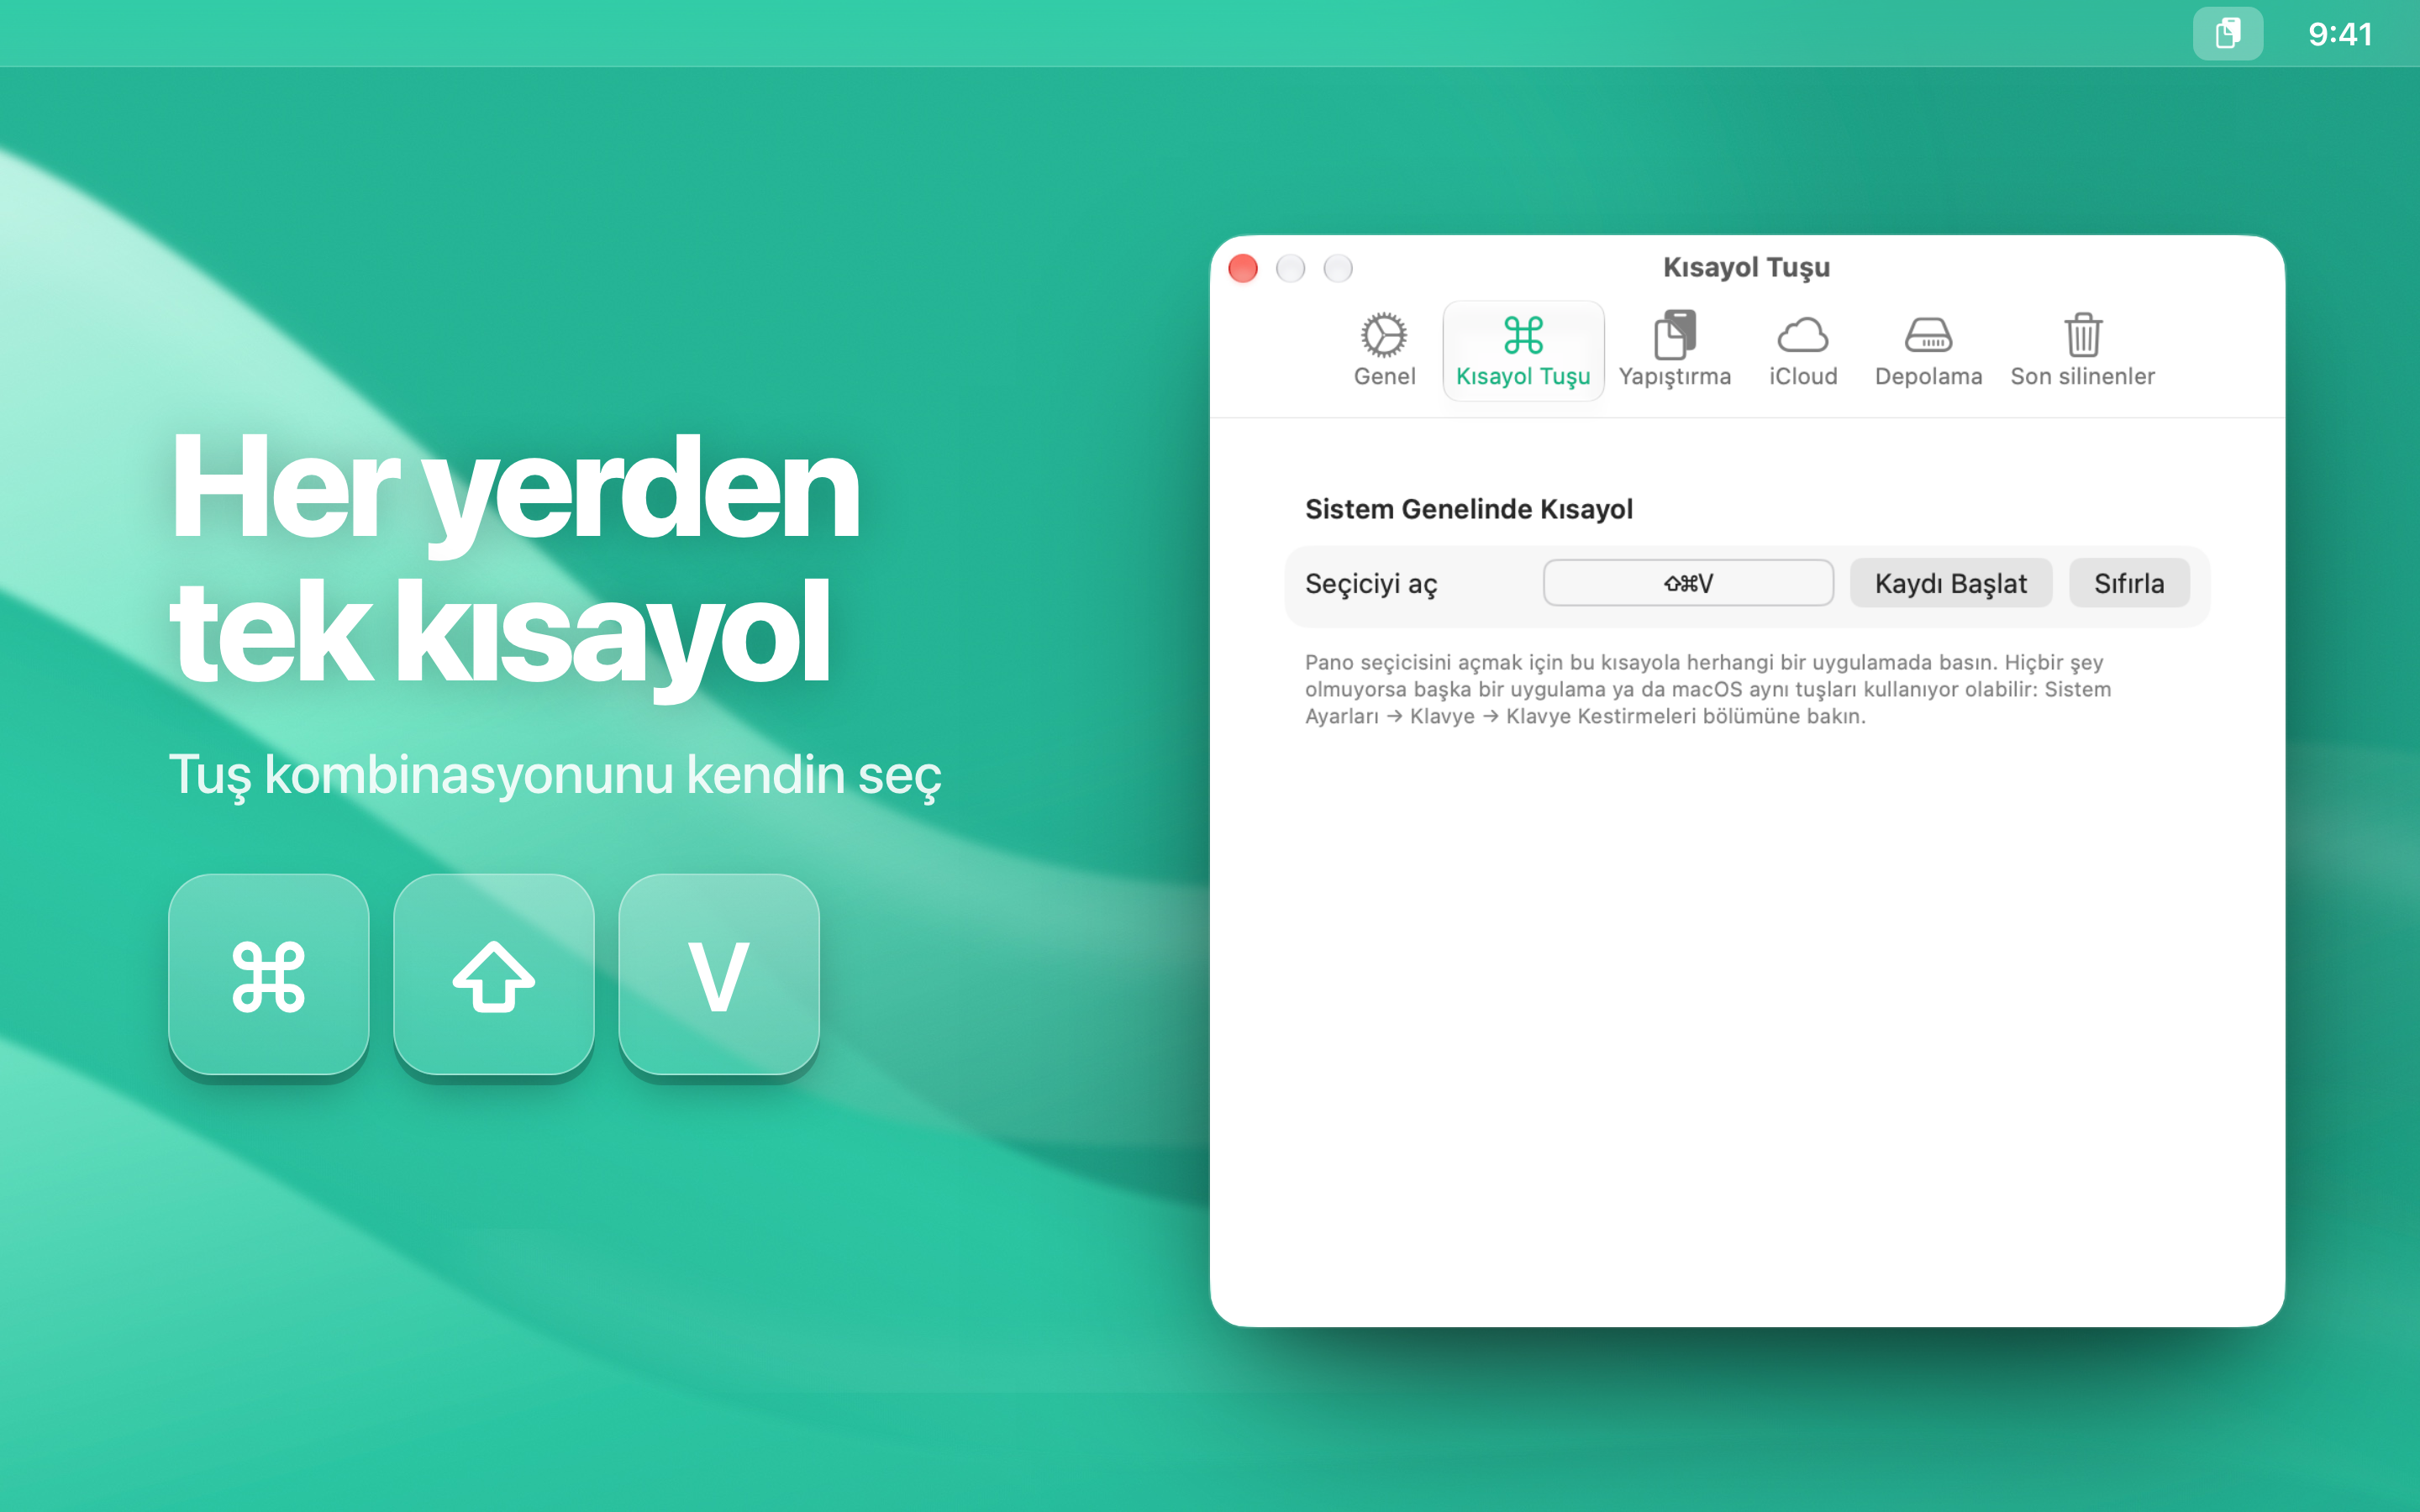 9:41
Her yerden
tek kısayol
Tuş kombinasyonunu kendin seç
⌘ ⇧ V
Kısayol Tuşu
Genel Kısayol Tuşu Yapıştırma iCloud Depolama Son silinenler
Sistem Genelinde Kısayol
Seçiciyi aç ⇧⌘V Kaydı Başlat Sıfırla
Pano seçicisini açmak için bu kısayola herhangi bir uygulamada basın. Hiçbir şey
olmuyorsa başka bir uygulama ya da macOS aynı tuşları kullanıyor olabilir: Sistem
Ayarları → Klavye → Klavye Kestirmeleri bölümüne bakın.